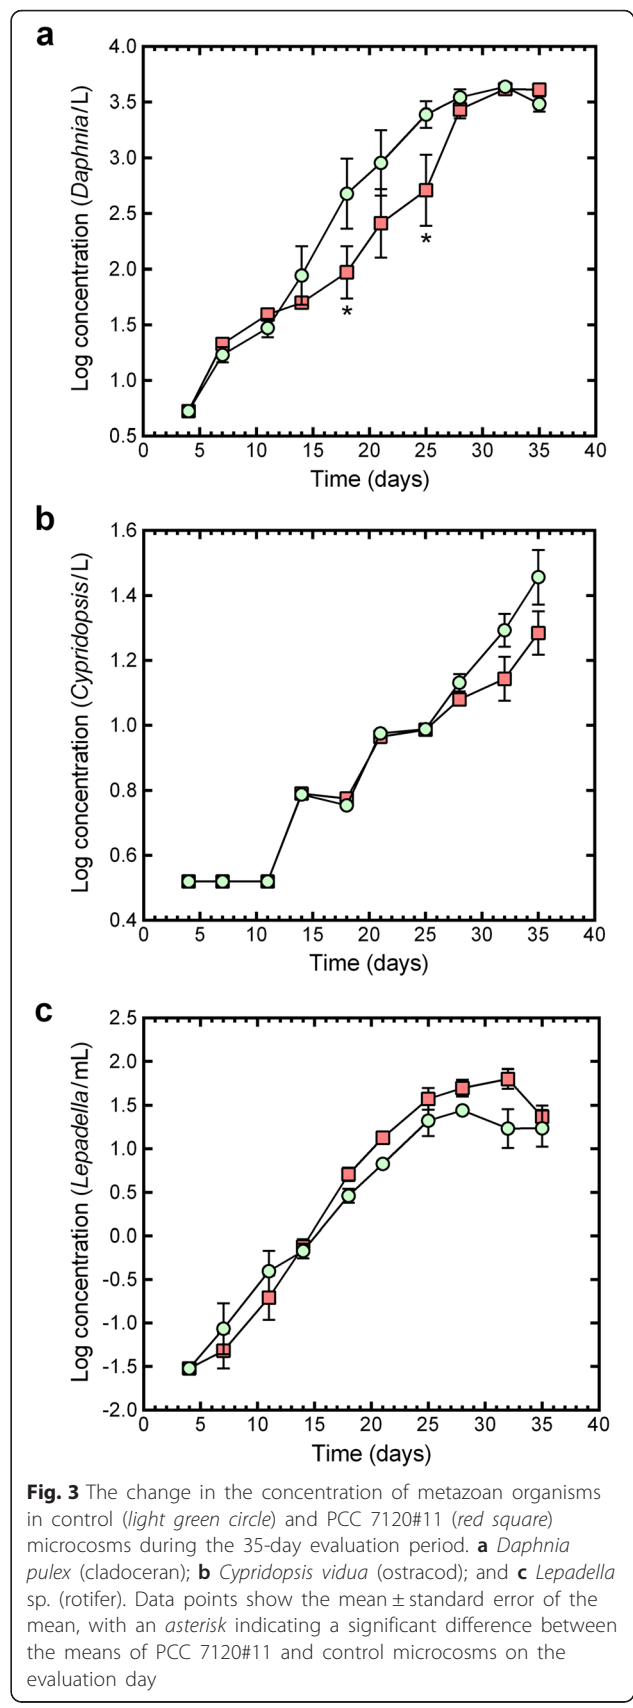 a
4.0
3.5
3.0
2.5
2.0
1.5
1.0
0.5
Log concentration (Daphnia/L)
*
*
0 5 10 15 20 25 30 35 40
Time (days)
b
1.6
1.4
1.2
1.0
0.8
0.6
0.4
Log concentration (Cypridopsis/L)
0 5 10 15 20 25 30 35 40
Time (days)
c
2.5
2.0
1.5
1.0
0.5
0.0
-0.5
-1.0
-1.5
-2.0
Log concentration (Lepadella/mL)
0 5 10 15 20 25 30 35 40
Time (days)
Fig. 3 The change in the concentration of metazoan organisms
in control (light green circle) and PCC 7120#11 (red square)
microcosms during the 35-day evaluation period. a Daphnia
pulex (cladoceran); b Cypridopsis vidua (ostracod); and c Lepadella
sp. (rotifer). Data points show the mean ± standard error of the
mean, with an asterisk indicating a significant difference between
the means of PCC 7120#11 and control microcosms on the
evaluation day